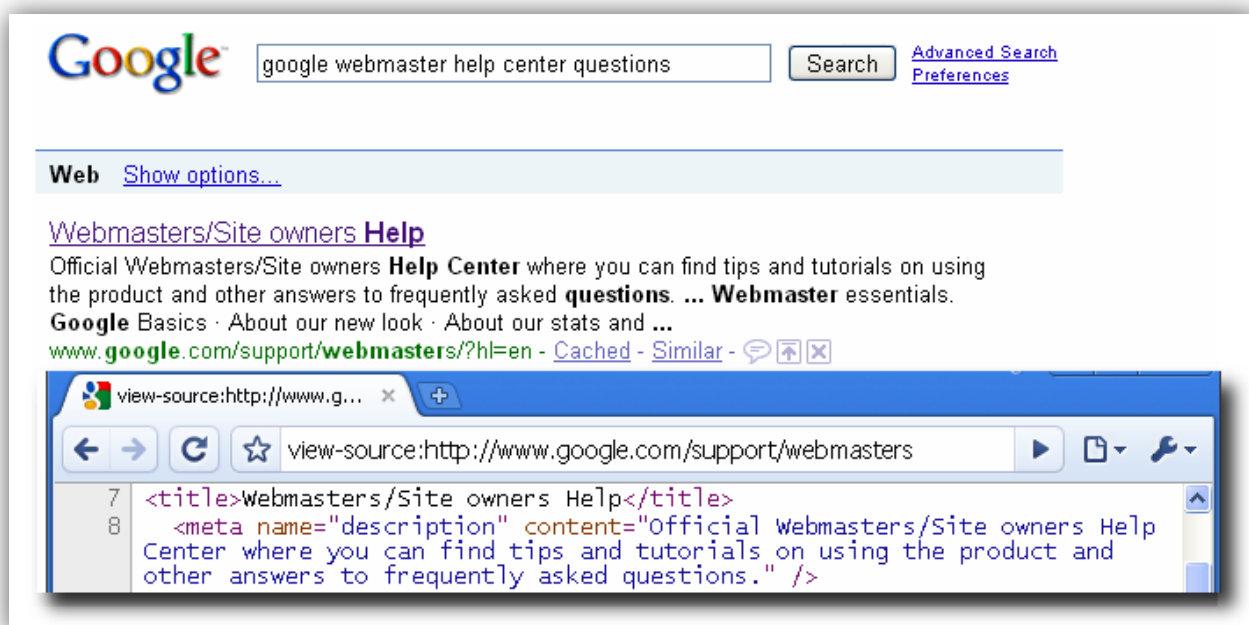 Google™
google webmaster help center questions
Search
Advanced Search
Preferences
Web Show options...
Webmasters/Site owners Help
Official Webmasters/Site owners Help Center where you can find tips and tutorials on using
the product and other answers to frequently asked questions. ... Webmaster essentials.
Google Basics · About our new look · About our stats and ...
www.google.com/support/webmasters/?hl=en - Cached - Similar -
view-source:http://www.g...
view-source:http://www.google.com/support/webmasters
7 <title>Webmasters/Site owners Help</title>
8 <meta name="description" content="Official Webmasters/Site owners Help
Center where you can find tips and tutorials on using the product and
other answers to frequently asked questions." />